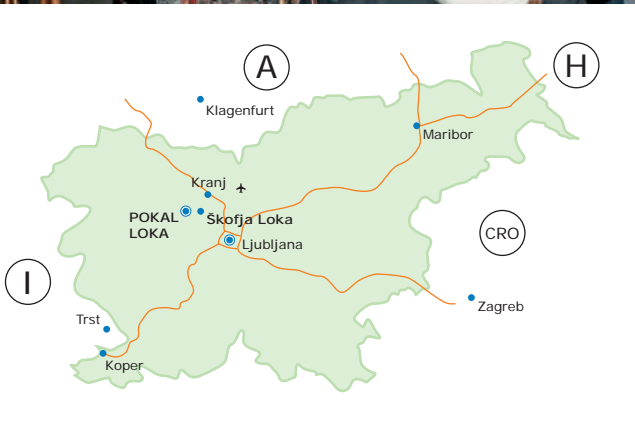 A
H
Klagenfurt
Maribor
Kranj
POKAL
LOKA
Škofja Loka
CRO
Ljubljana
I
Zagreb
Trst
Koper